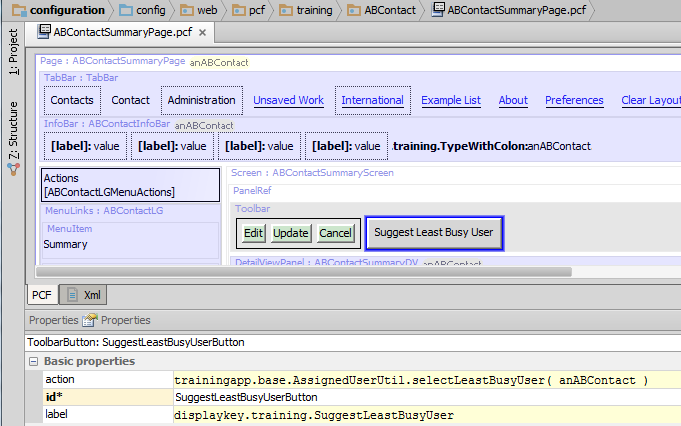 configuration config web pcf training ABContact ABContactSummaryPage.pcf
ABContactSummaryPage.pcf ×
1: Project
Z: Structure
Page : ABContactSummaryPage anABContact
TabBar : TabBar
Contacts Contact Administration Unsaved Work International Example List About Preferences Clear Layout
InfoBar : ABContactInfoBar anABContact
[label]: value [label]: value [label]: value [label]: value .training.TypeWithColon:anABContact
Actions
[ABContactLGMenuActions]
MenuLinks : ABContactLG
MenuItem
Summary
Screen : ABContactSummaryScreen
PanelRef
Toolbar
Edit Update Cancel Suggest Least Busy User
DetailViewPanel : ABContactSummaryDV anABContact
PCF Xml
Properties Properties
ToolbarButton: SuggestLeastBusyUserButton
Basic properties
action trainingapp.base.AssignedUserUtil.selectLeastBusyUser( anABContact )
id* SuggestLeastBusyUserButton
label displaykey.training.SuggestLeastBusyUser